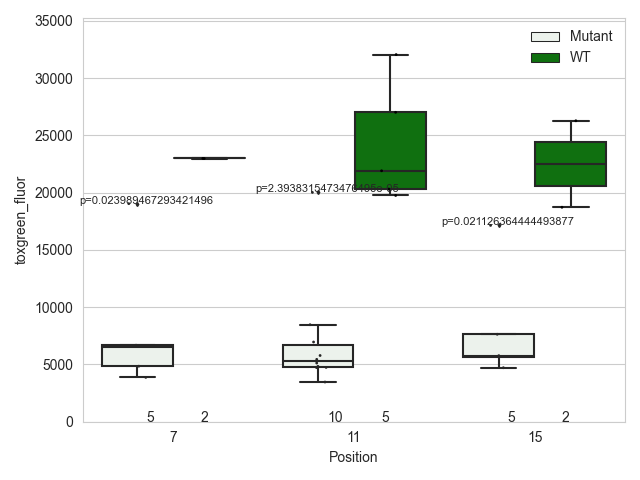 35000
30000
25000
20000
15000
10000
5000
0
toxgreen_fluor
Mutant
WT
p=0.023989467293421496
p=0.021126364444493877
5 2 10 5 5 2
7 11 15
Position